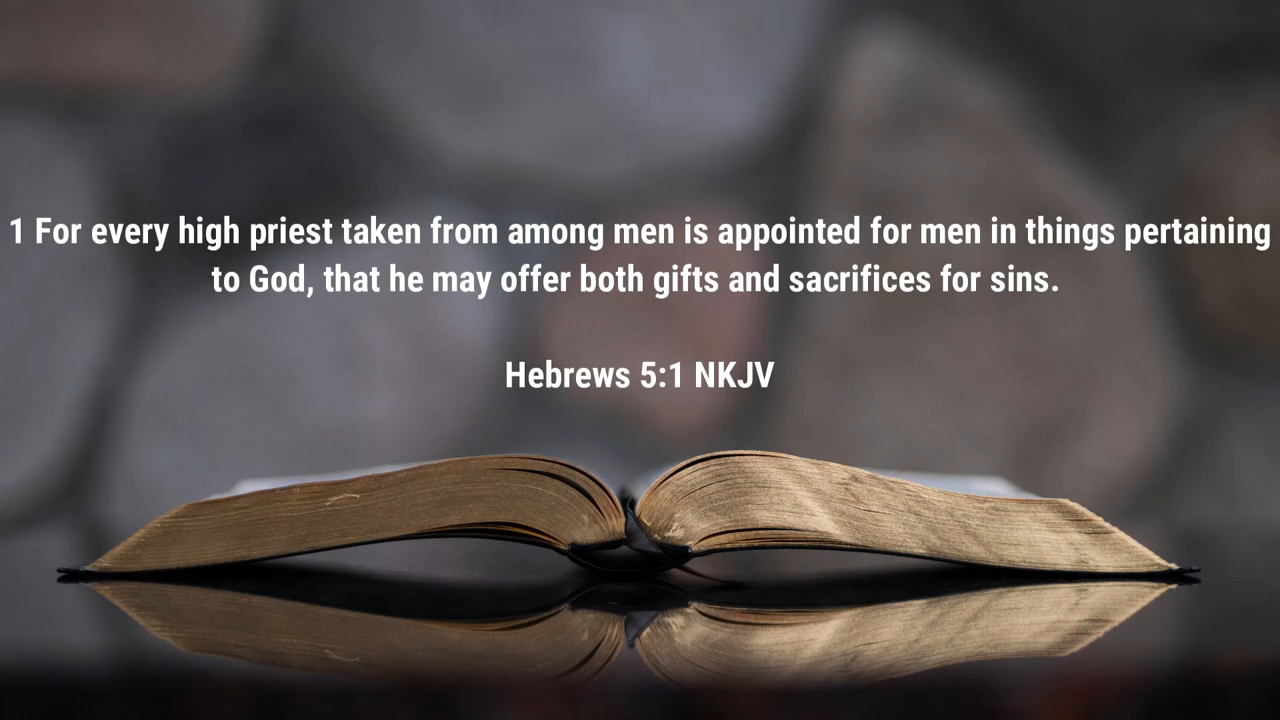 1 For every high priest taken from among men is appointed for men in things pertaining
to God, that he may offer both gifts and sacrifices for sins.
Hebrews 5:1 NKJV